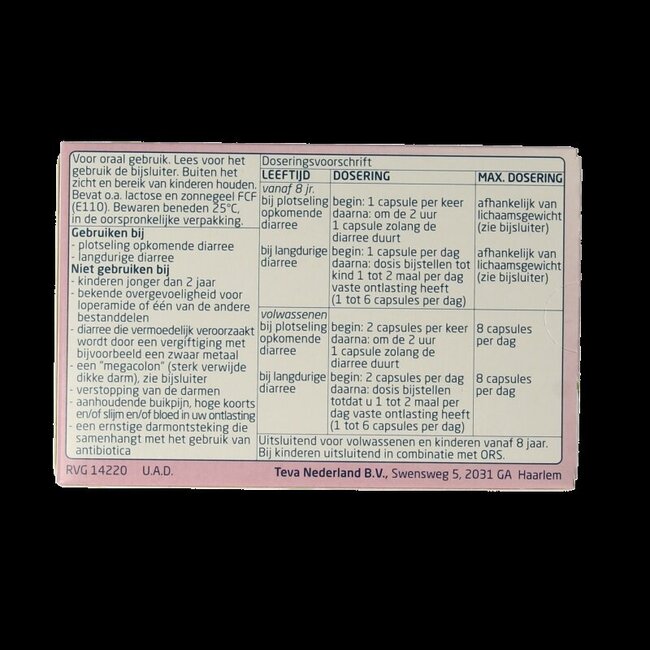 Voor oraal gebruik. Lees voor het
gebruik de bijsluiter. Buiten het
zicht en bereik van kinderen houden.
Bevat o.a. lactose en zonnegeel FCF
(E110). Bewaren beneden 25°C,
in de oorspronkelijke verpakking.
Gebruiken bij
- plotseling opkomende diarree
- langdurige diarree
Niet gebruiken bij
- kinderen jonger dan 2 jaar
- bekende overgevoeligheid voor
loperamide of één van de andere
bestanddelen
- diarree die vermoedelijk veroorzaakt
wordt door een vergiftiging met
bijvoorbeeld een zwaar metaal
- een "megacolon" (sterk verwijde
dikke darm), zie bijsluiter
- verstopping van de darmen
- aanhoudende buikpijn, hoge koorts
en/of slijm en/of bloed in uw ontlasting
- een ernstige darmontsteking die
samenhangt met het gebruik van
antibiotica
Doseringsvoorschrift
LEEFTIJD DOSERING MAX. DOSERING
vanaf 8 jr.
bij plotseling begin: 1 capsule per keer afhankelijk van
opkomende daarna: om de 2 uur lichaamsgewicht
diarree 1 capsule zolang de (zie bijsluiter)
diarree duurt
bij langdurige begin: 1 capsule per dag afhankelijk van
diarree daarna: dosis bijstellen tot lichaamsgewicht
kind 1 tot 2 maal per dag (zie bijsluiter)
vaste ontlasting heeft
(1 tot 6 capsules per dag)
volwassenen
bij plotseling begin: 2 capsules per keer 8 capsules
opkomende daarna: om de 2 uur per dag
diarree 1 capsule zolang de
diarree duurt
bij langdurige begin: 2 capsules per dag 8 capsules
diarree daarna: dosis bijstellen per dag
totdat u 1 tot 2 maal per
dag vaste ontlasting heeft
(1 tot 6 capsules per dag)
Uitsluitend voor volwassenen en kinderen vanaf 8 jaar.
Bij kinderen uitsluitend in combinatie met ORS.
RVG 14220 U.A.D.
Teva Nederland B.V., Swensweg 5, 2031 GA Haarlem